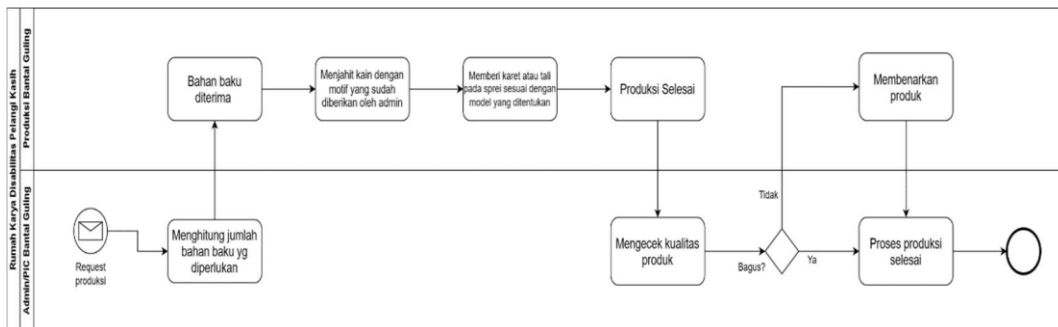 Rumah Karya Disabilitas Pelangi Kasih
Produksi Bantal Guling
Bahan baku
diterima
Menjahit kain dengan
motif yang sudah
diberikan oleh admin
Memberi karet atau tali
pada sprei sesuai dengan
model yang ditentukan
Produksi Selesai
Membenarkan
produk
Admin/PIC Bantal Guling
Request
produksi
Menghitung jumlah
bahan baku yg
diperlukan
Mengecek kualitas
produk
Bagus?
Tidak
Ya
Proses produksi
selesai